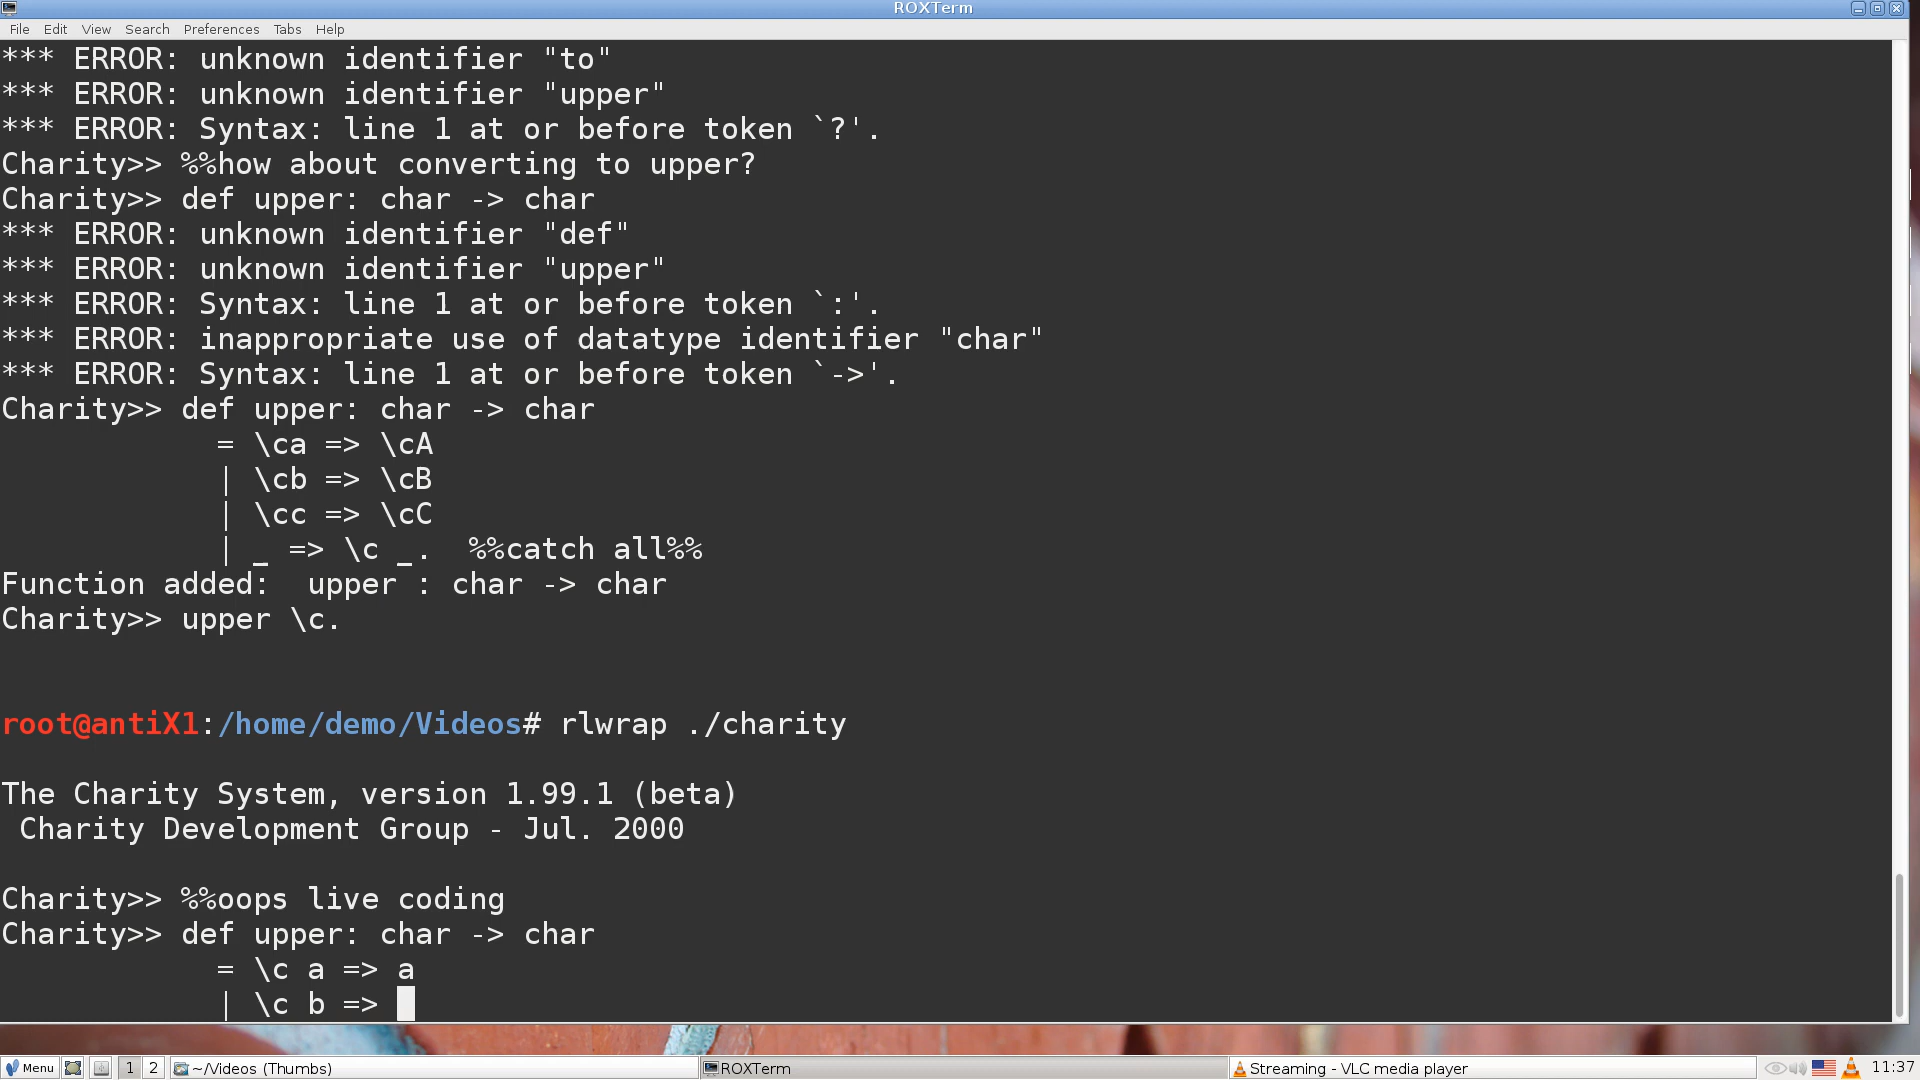 ROXTerm
File Edit View Search Preferences Tabs Help
*** ERROR: unknown identifier "to"
*** ERROR: unknown identifier "upper"
*** ERROR: Syntax: line 1 at or before token `?'.
Charity>> %%how about converting to upper?
Charity>> def upper: char -> char
*** ERROR: unknown identifier "def"
*** ERROR: unknown identifier "upper"
*** ERROR: Syntax: line 1 at or before token `:'.
*** ERROR: inappropriate use of datatype identifier "char"
*** ERROR: Syntax: line 1 at or before token `->'.
Charity>> def upper: char -> char
= \ca => \cA
| \cb => \cB
| \cc => \cC
| _ => \c _.  %%catch all%%
Function added:  upper : char -> char
Charity>> upper \c.
root@antiX1:/home/demo/Videos# rlwrap ./charity
The Charity System, version 1.99.1 (beta)
Charity Development Group - Jul. 2000
Charity>> %%oops live coding
Charity>> def upper: char -> char
= \c a => a
| \c b =>
Menu 1 2 ~/Videos (Thumbs) ROXTerm Streaming - VLC media player 11:37